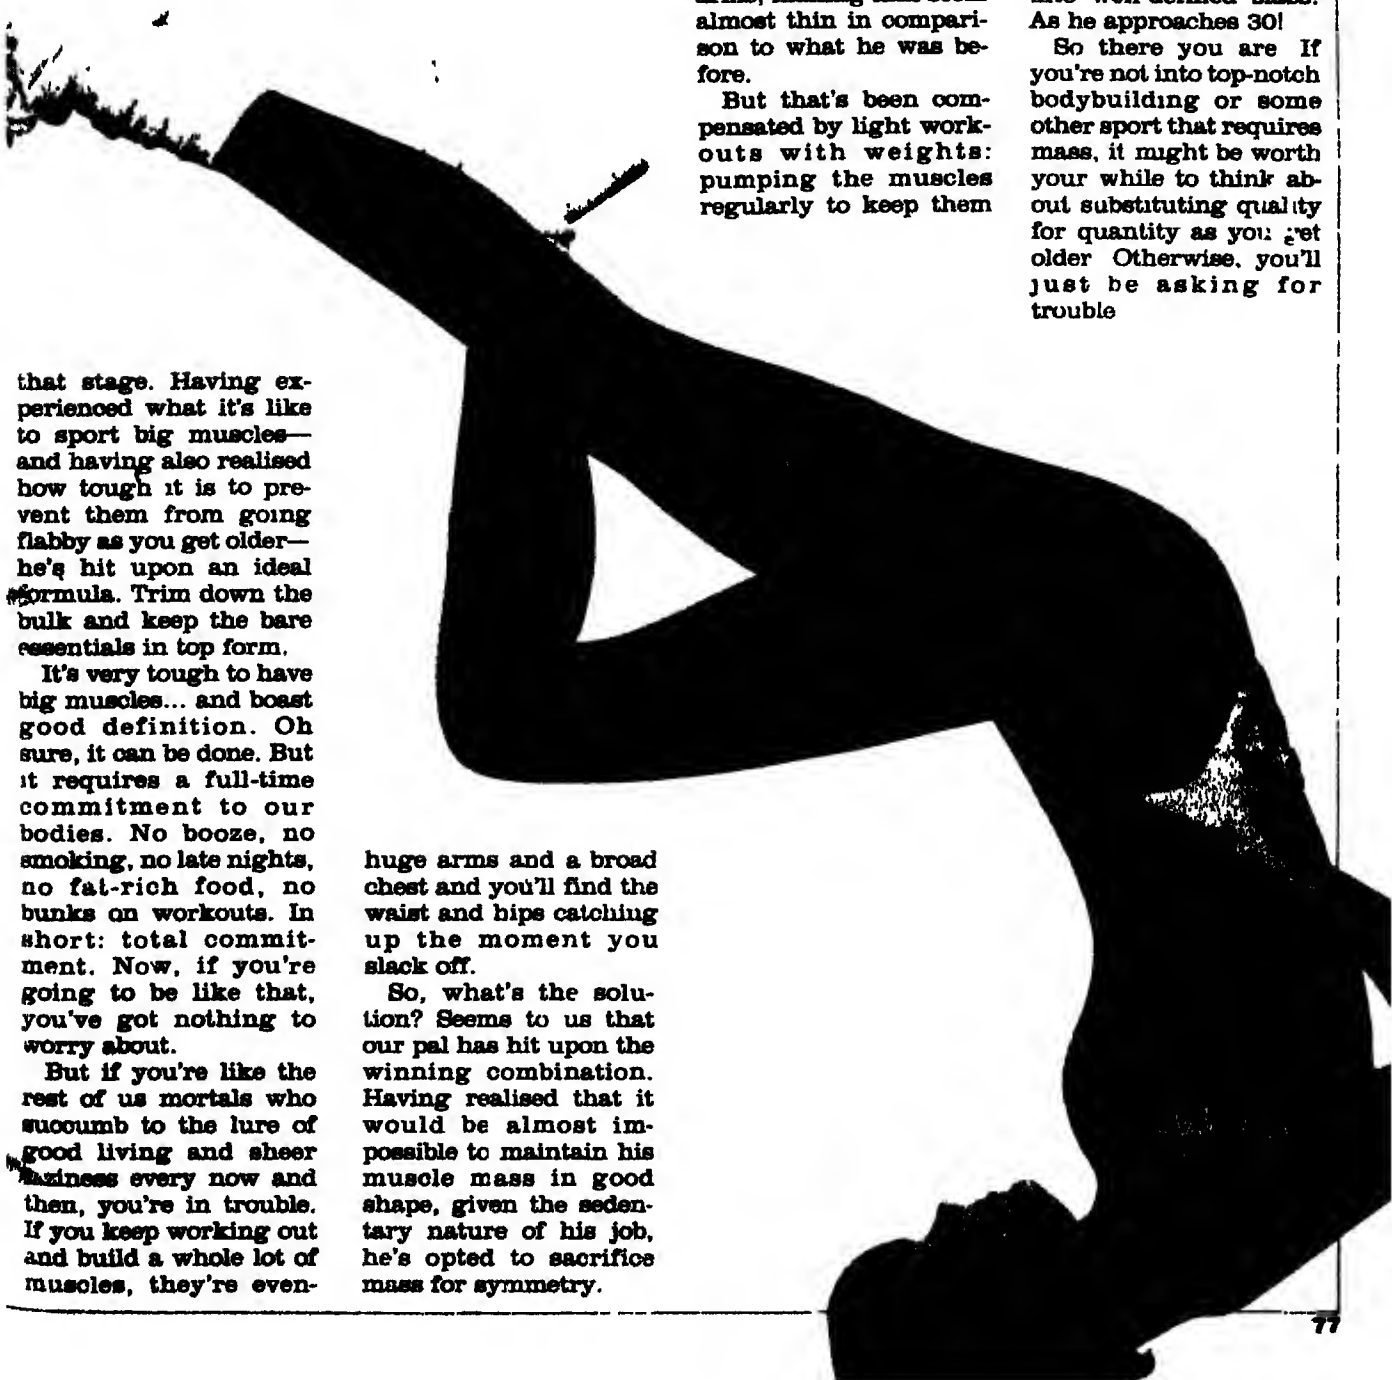 that stage. Having ex-
perienced what it's like
to sport big muscles—
and having also realised
how tough it is to pre-
vent them from going
flabby as you get older—
he's hit upon an ideal
formula. Trim down the
bulk and keep the bare
essentials in top form.
It's very tough to have
big muscles... and boast
good definition. Oh
sure, it can be done. But
it requires a full-time
commitment to our
bodies. No booze, no
smoking, no late nights,
no fat-rich food, no
bunks on workouts. In
short: total commit-
ment. Now, if you're
going to be like that,
you've got nothing to
worry about.
But if you're like the
rest of us mortals who
succumb to the lure of
good living and sheer
laziness every now and
then, you're in trouble.
If you keep working out
and build a whole lot of
muscles, they're even-
huge arms and a broad
chest and you'll find the
waist and hips catching
up the moment you
slack off.
So, what's the solu-
tion? Seems to us that
our pal has hit upon the
winning combination.
Having realised that it
would be almost im-
possible to maintain his
muscle mass in good
shape, given the seden-
tary nature of his job,
he's opted to sacrifice
mass for symmetry.
almost thin in compari-
son to what he was be-
fore.
But that's been com-
pensated by light work-
outs with weights:
pumping the muscles
regularly to keep them
As he approaches 30!
So there you are If
you're not into top-notch
bodybuilding or some
other sport that requires
mass, it might be worth
your while to think ab-
out substituting quality
for quantity as you get
older Otherwise, you'll
just be asking for
trouble
77